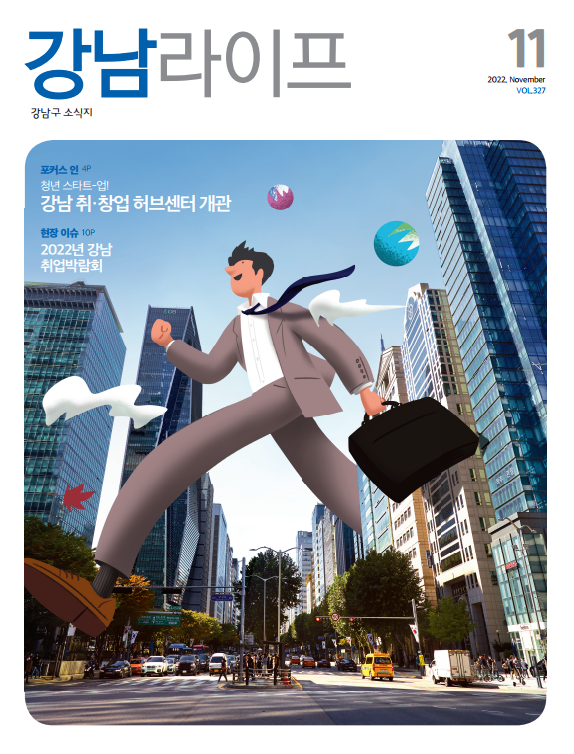 강남라이프
11
2022, November
VOL.327
강남구 소식지
포커스 인 4P
청년 스타트-업!
강남 취·창업 허브센터 개관
현장 이슈 10P
2022년 강남
취업박람회